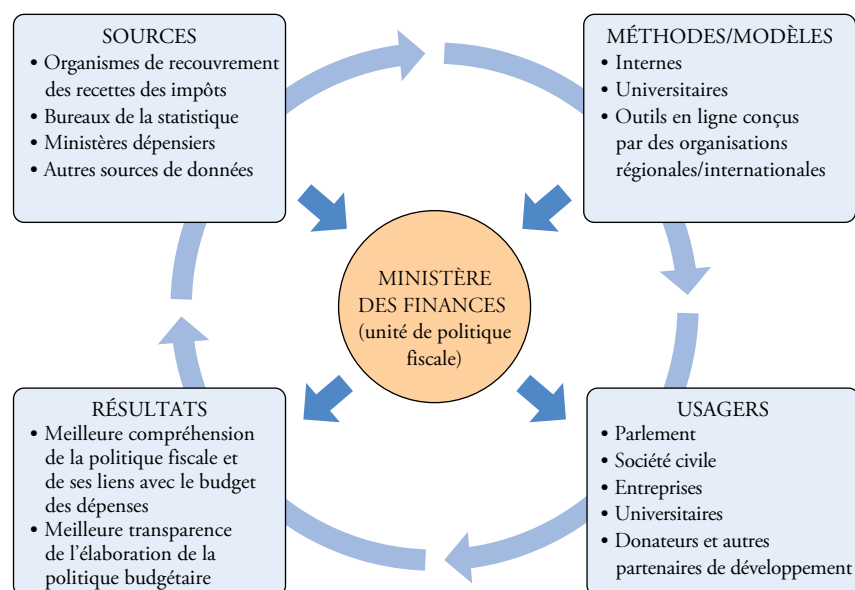 SOURCES
• Organismes de recouvrement
des recettes des impôts
• Bureaux de la statistique
• Ministères dépensiers
• Autres sources de données
MÉTHODES/MODÈLES
• Internes
• Universitaires
• Outils en ligne conçus
par des organisations
régionales/internationales
MINISTÈRE
DES FINANCES
(unité de politique
fiscale)
RÉSULTATS
• Meilleure compréhension
de la politique fiscale et
de ses liens avec le budget
des dépenses
• Meilleure transparence
de l’élaboration de la
politique budgétaire
USAGERS
• Parlement
• Société civile
• Entreprises
• Universitaires
• Donateurs et autres
partenaires de développement